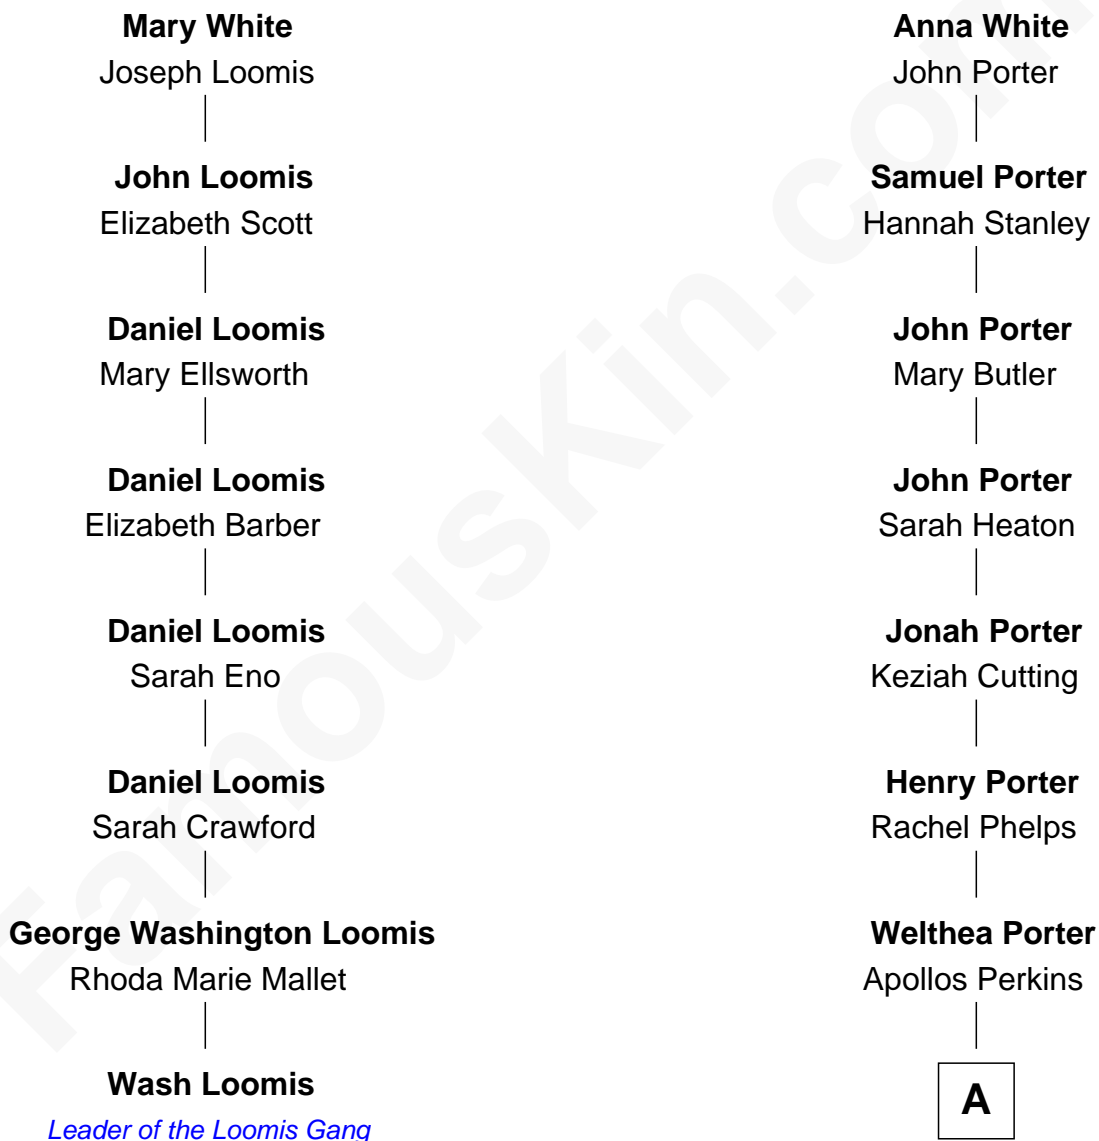 Mary White
Joseph Loomis
John Loomis
Elizabeth Scott
Daniel Loomis
Mary Ellsworth
Daniel Loomis
Elizabeth Barber
Daniel Loomis
Sarah Eno
Daniel Loomis
Sarah Crawford
George Washington Loomis
Rhoda Marie Mallet
Wash Loomis
Leader of the Loomis Gang
Anna White
John Porter
Samuel Porter
Hannah Stanley
John Porter
Mary Butler
John Porter
Sarah Heaton
Jonah Porter
Keziah Cutting
Henry Porter
Rachel Phelps
Welthea Porter
Apollos Perkins
A
FamousKin.com